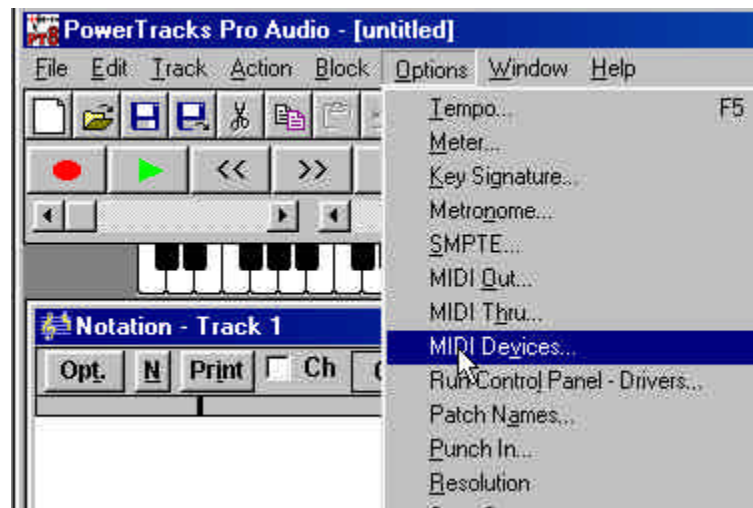 PowerTracks Pro Audio - [untitled]
File Edit Track Action Block Options Window Help
<< >>
Tempo... F5
Meter...
Key Signature...
Metronome...
SMPTE...
MIDI Out...
MIDI Thru...
MIDI Devices...
Run Control Panel - Drivers...
Patch Names...
Punch In...
Resolution
Notation - Track 1
Opt. N Print Ch